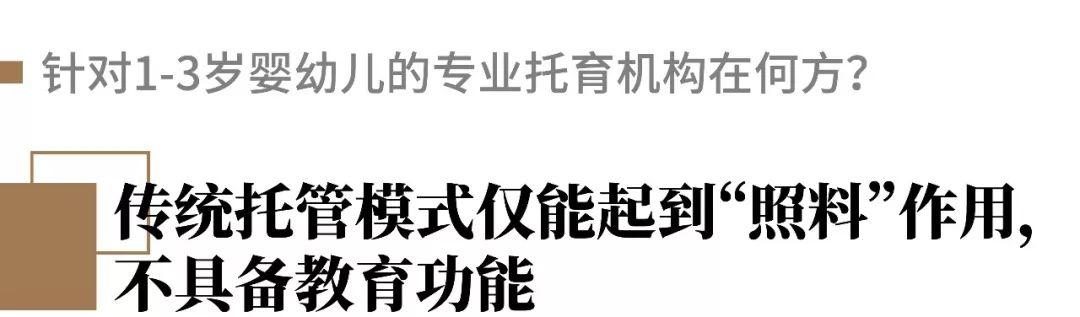 针对1-3岁婴幼儿的专业托育机构在何方？
传统托管模式仅能起到“照料”作用，
不具备教育功能